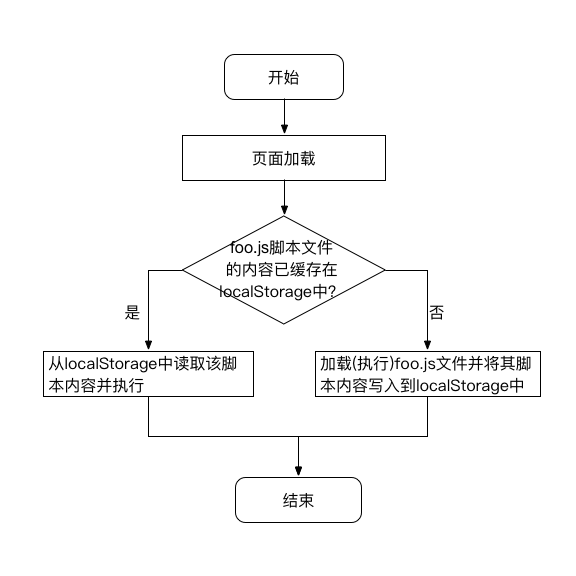 开始
页面加载
foo.js脚本文件
的内容已缓存在
localStorage中?
是
否
从localStorage中读取该脚
本内容并执行
加载(执行)foo.js文件并将其脚
本内容写入到localStorage中
结束